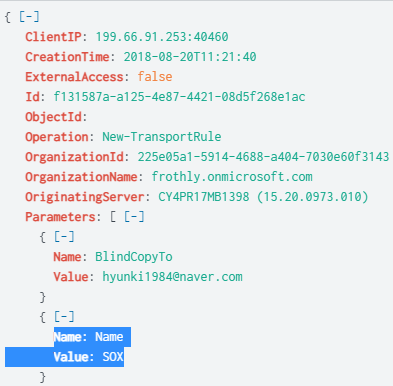 { [-]
ClientIP: 199.66.91.253:40460
CreationTime: 2018-08-20T11:21:40
ExternalAccess: false
Id: f131587a-a125-4e87-4421-08d5f268e1ac
ObjectId:
Operation: New-TransportRule
OrganizationId: 225e05a1-5914-4688-a404-7030e60f3143
OrganizationName: frothly.onmicrosoft.com
OriginatingServer: CY4PR17MB1398 (15.20.0973.010)
Parameters: [ [-]
{ [-]
Name: BlindCopyTo
Value: hyunki1984@naver.com
}
{ [-]
Name: Name
Value: SOX
}